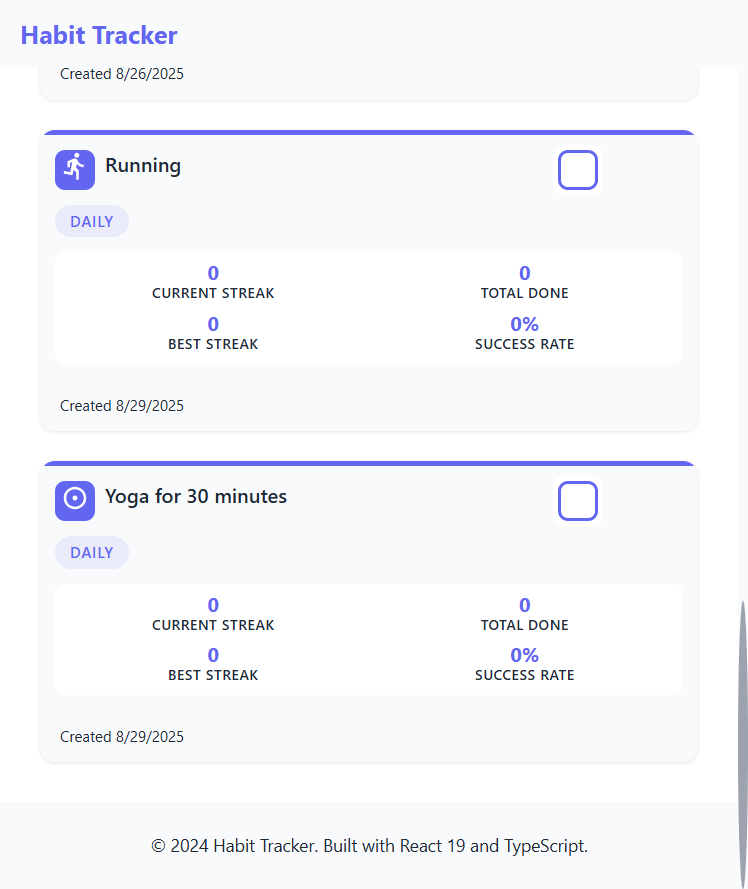 Habit Tracker
Created 8/26/2025
Running
DAILY
0 0
CURRENT STREAK TOTAL DONE
0 0%
BEST STREAK SUCCESS RATE
Created 8/29/2025
Yoga for 30 minutes
DAILY
0 0
CURRENT STREAK TOTAL DONE
0 0%
BEST STREAK SUCCESS RATE
Created 8/29/2025
© 2024 Habit Tracker. Built with React 19 and TypeScript.